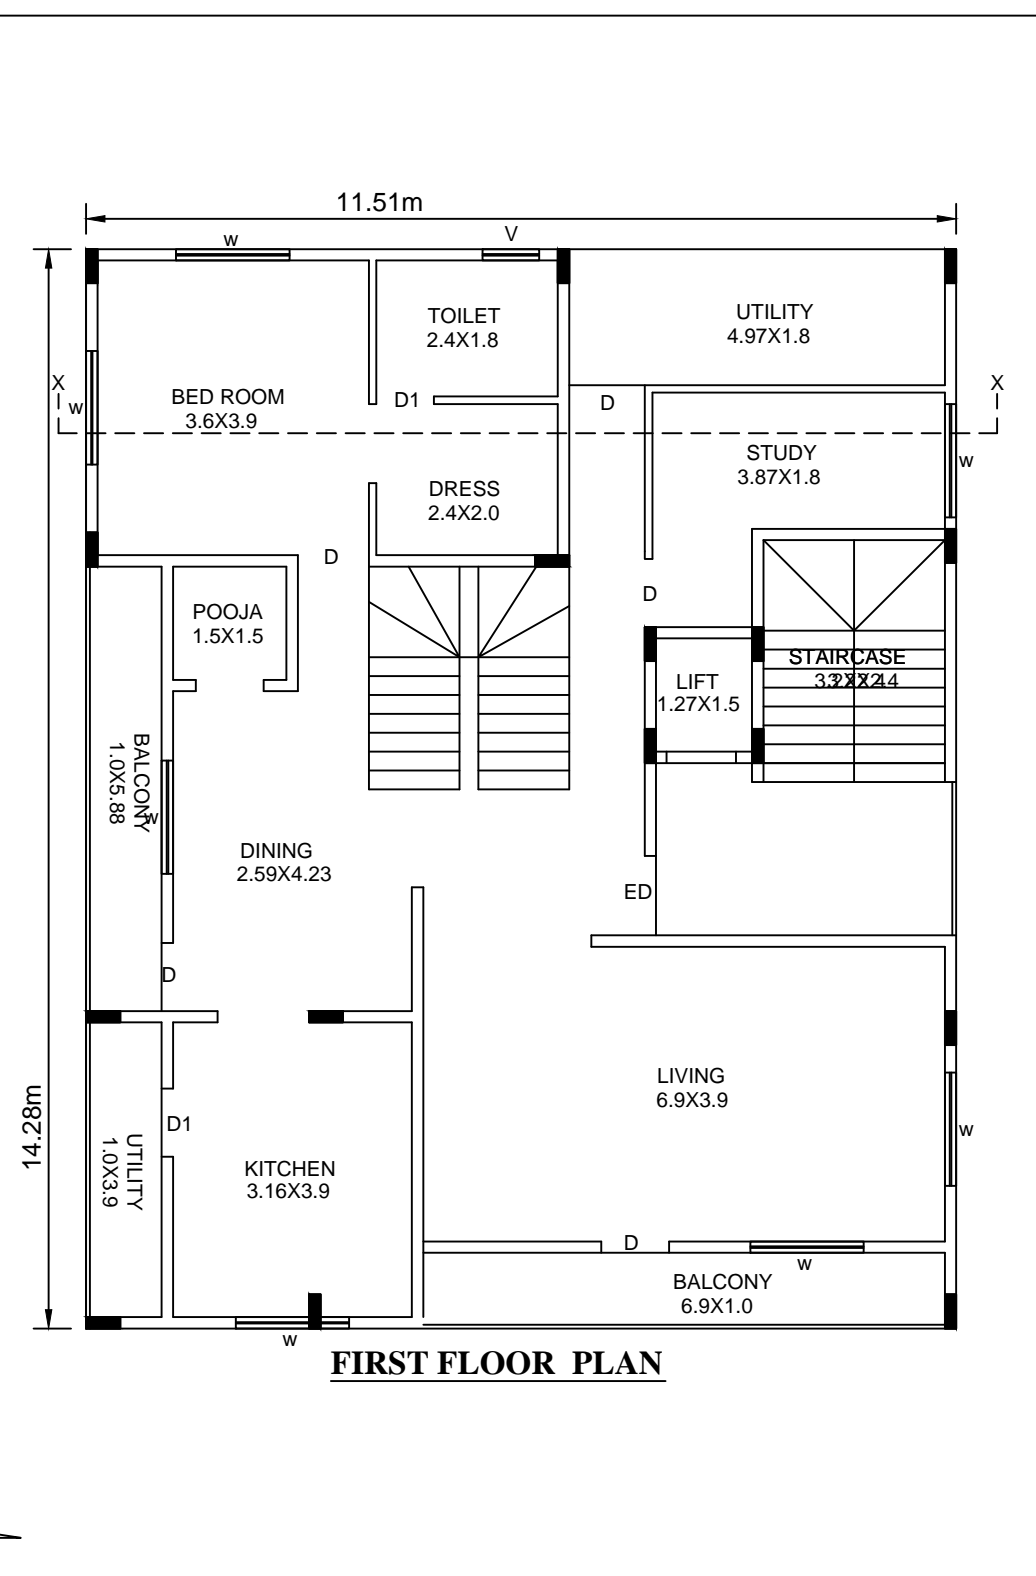 11.51m
w
V
TOILET
2.4X1.8
UTILITY
4.97X1.8
X
w
BED ROOM
3.6X3.9
D1
D
X
STUDY
3.87X1.8
w
DRESS
2.4X2.0
D
D
POOJA
1.5X1.5
STAIRCASE
LIFT
1.27X1.5
BALCONY
1.0X5.88
w
DINING
2.59X4.23
ED
D
14.28m
LIVING
6.9X3.9
w
D1
UTILITY
1.0X3.9
KITCHEN
3.16X3.9
D
w
BALCONY
6.9X1.0
w
FIRST FLOOR PLAN